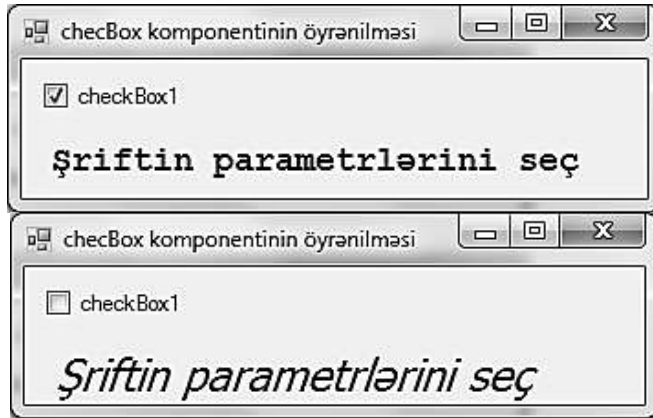 checBox komponentinin öyrənilməsi
checkBox1
Şriftin parametrlərini seç
checBox komponentinin öyrənilməsi
checkBox1
Şriftin parametrlərini seç